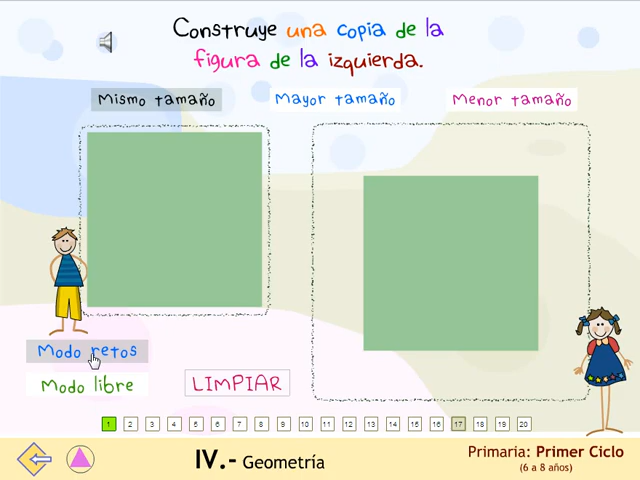 Construye una copia de la
figura de la izquierda.
Mismo tamaño
Mayor tamaño
Menor tamaño
Modo retos
Modo libre
LIMPIAR
1 2 3 4 5 6 7 8 9 10 11 12 13 14 15 16 17 18 19 20
IV.- Geometría
Primaria: Primer Ciclo
(6 a 8 años)